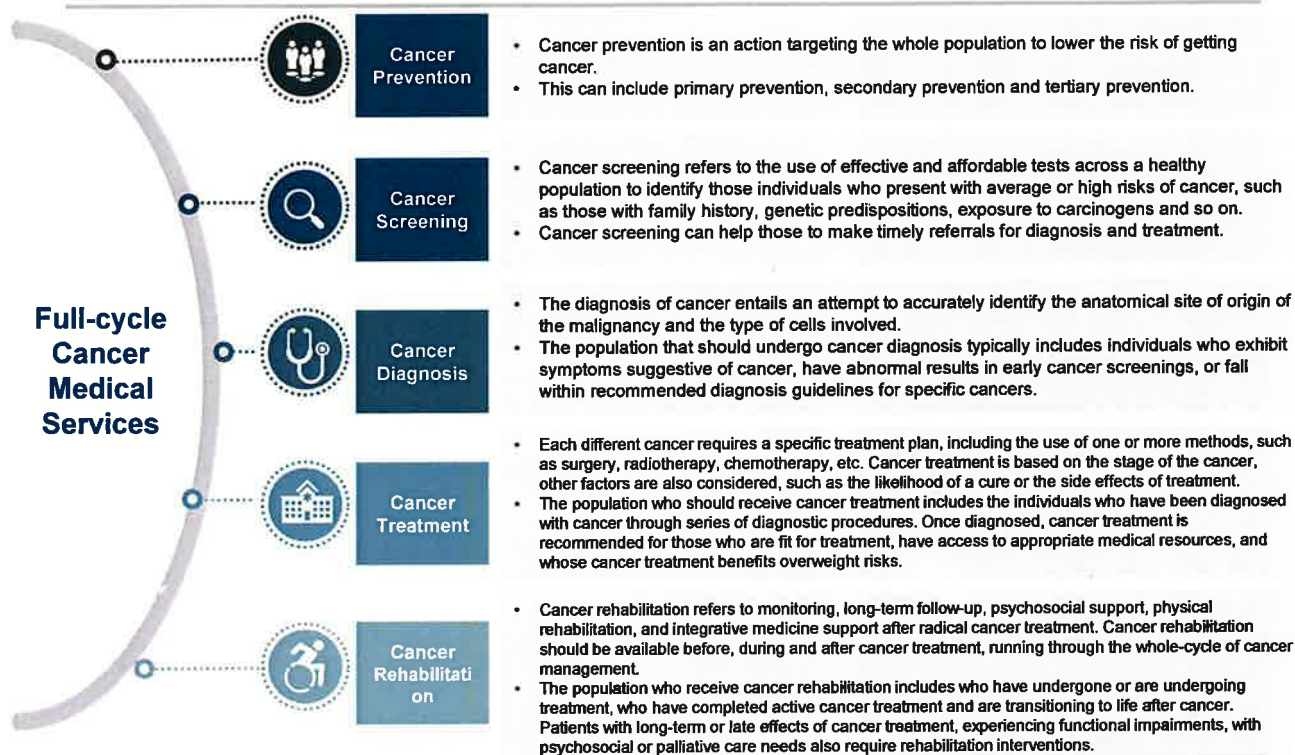 Full-cycle
Cancer
Medical
Services
Cancer
Prevention
• Cancer prevention is an action targeting the whole population to lower the risk of getting
cancer.
• This can include primary prevention, secondary prevention and tertiary prevention.
Cancer
Screening
• Cancer screening refers to the use of effective and affordable tests across a healthy
population to identify those individuals who present with average or high risks of cancer, such
as those with family history, genetic predispositions, exposure to carcinogens and so on.
• Cancer screening can help those to make timely referrals for diagnosis and treatment.
Cancer
Diagnosis
• The diagnosis of cancer entails an attempt to accurately identify the anatomical site of origin of
the malignancy and the type of cells involved.
• The population that should undergo cancer diagnosis typically includes individuals who exhibit
symptoms suggestive of cancer, have abnormal results in early cancer screenings, or fall
within recommended diagnosis guidelines for specific cancers.
Cancer
Treatment
• Each different cancer requires a specific treatment plan, including the use of one or more methods, such
as surgery, radiotherapy, chemotherapy, etc. Cancer treatment is based on the stage of the cancer,
other factors are also considered, such as the likelihood of a cure or the side effects of treatment.
• The population who should receive cancer treatment includes the individuals who have been diagnosed
with cancer through series of diagnostic procedures. Once diagnosed, cancer treatment is
recommended for those who are fit for treatment, have access to appropriate medical resources, and
whose cancer treatment benefits overweight risks.
Cancer
Rehabilitati
on
• Cancer rehabilitation refers to monitoring, long-term follow-up, psychosocial support, physical
rehabilitation, and integrative medicine support after radical cancer treatment. Cancer rehabilitation
should be available before, during and after cancer treatment, running through the whole-cycle of cancer
management.
• The population who receive cancer rehabilitation includes who have undergone or are undergoing
treatment, who have completed active cancer treatment and are transitioning to life after cancer.
Patients with long-term or late effects of cancer treatment, experiencing functional impairments, with
psychosocial or palliative care needs also require rehabilitation interventions.